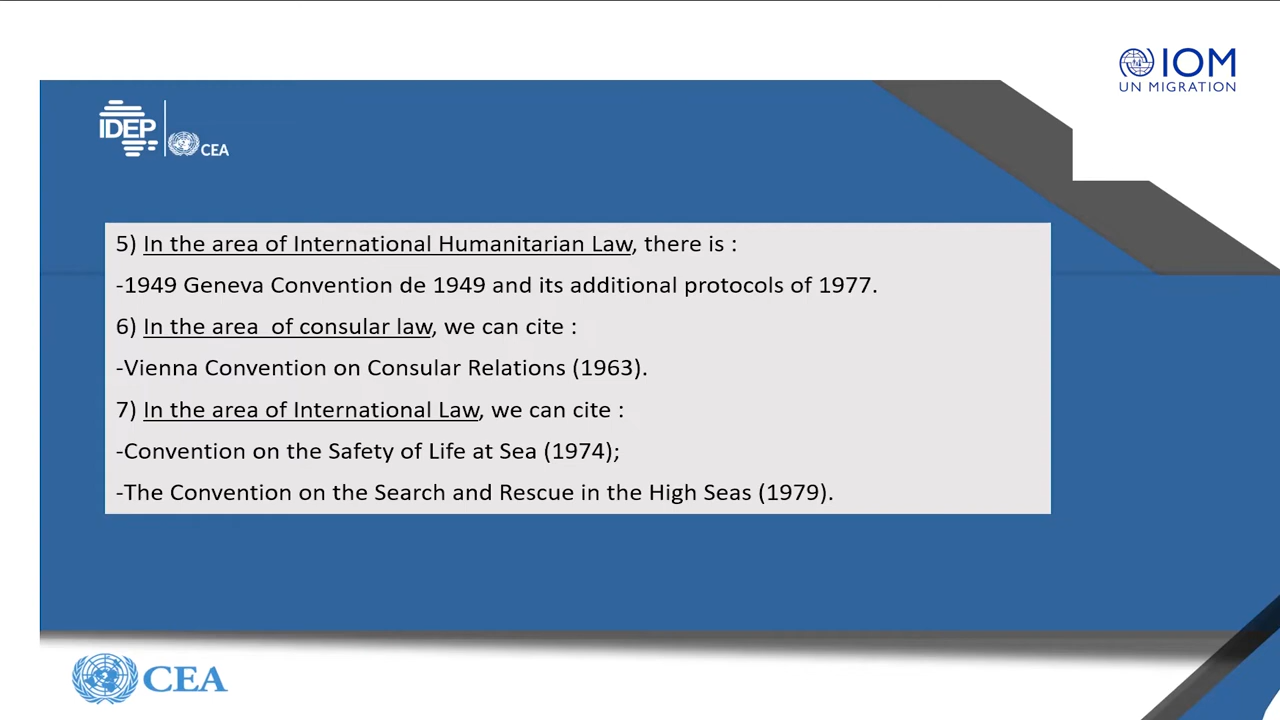 IOM
UN MIGRATION
IDEP
CEA
5) In the area of International Humanitarian Law, there is :
-1949 Geneva Convention de 1949 and its additional protocols of 1977.
6) In the area  of consular law, we can cite :
-Vienna Convention on Consular Relations (1963).
7) In the area of International Law, we can cite :
-Convention on the Safety of Life at Sea (1974);
-The Convention on the Search and Rescue in the High Seas (1979).
CEA